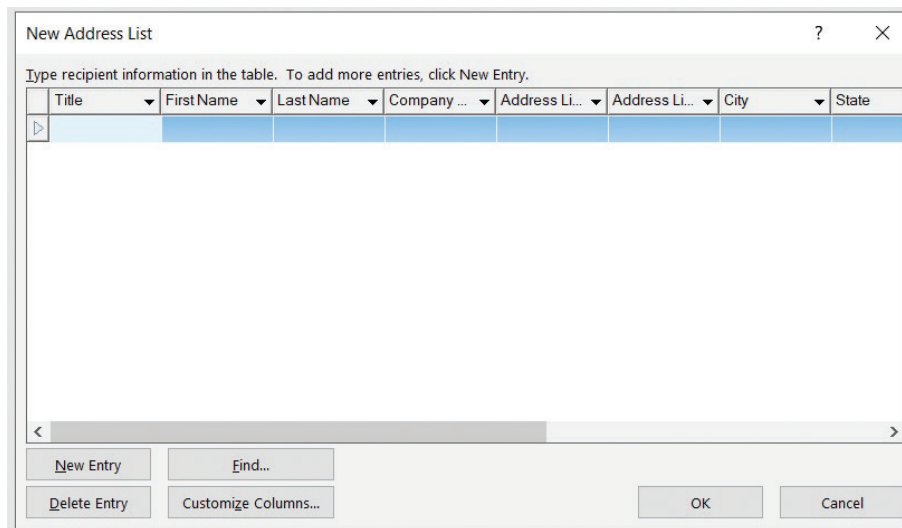 New Address List ?
Type recipient information in the table. To add more entries, click New Entry.
Title First Name Last Name Company ... Address Li... Address Li... City State
New Entry Find...
Delete Entry Customize Columns... OK Cancel